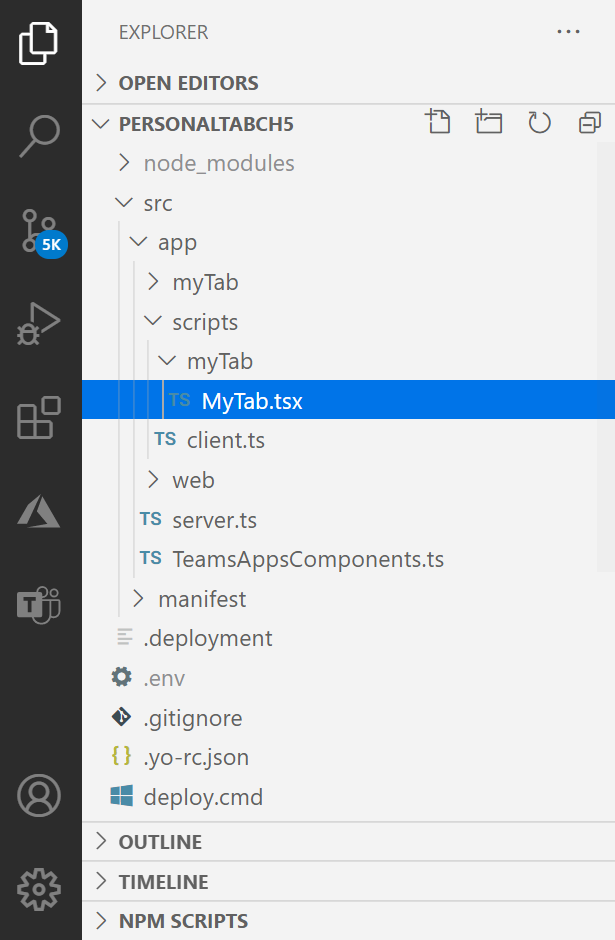 EXPLORER
OPEN EDITORS
PERSONALTABCH5
node_modules
src
5K
app
myTab
scripts
myTab
TS MyTab.tsx
TS client.ts
web
TS server.ts
TS TeamsAppsComponents.ts
T
manifest
.deployment
.env
.gitignore
{} .yo-rc.json
deploy.cmd
OUTLINE
TIMELINE
NPM SCRIPTS